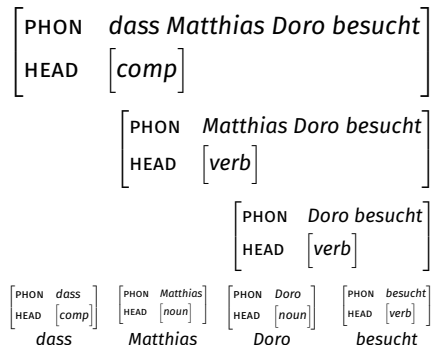 PHON dass Matthias Doro besucht
HEAD [comp]
PHON Matthias Doro besucht
HEAD [verb]
PHON Doro besucht
HEAD [verb]
PHON dass PHON Matthias PHON Doro PHON besucht
HEAD [comp] HEAD [noun] HEAD [noun] HEAD [verb]
dass Matthias Doro besucht